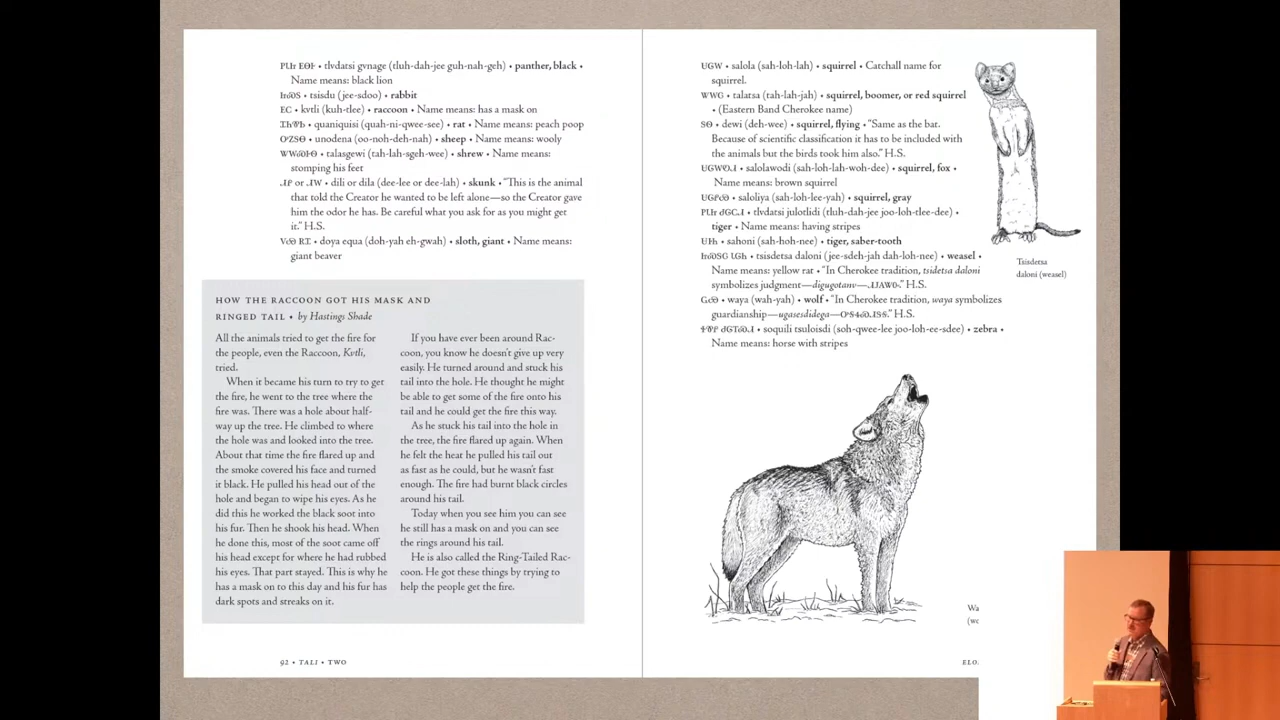 ᏢᏓᏥ ᎬᎾᎨ • tlvdatsi gvnage (tluh-dah-jee guh-nah-geh) • panther, black •
Name means: black lion
ᏥᏍᏚ • tsisdu (jee-sdoo) • rabbit
ᎬᏟ • kvtli (kuh-tlee) • raccoon • Name means: has a mask on
• quaniquisi (quah-ni-qwee-see) • rat • Name means: peach poop
ᎤᏃᏕᎾ • unodena (oo-noh-deh-nah) • sheep • Name means: wooly
ᏔᎳᏍᎨᏫ • talasgewi (tah-lah-sgeh-wee) • shrew • Name means:
stomping his feet
ᏗᎵ or ᏗᎳ • dili or dila (dee-lee or dee-lah) • skunk • “This is the animal
that told the Creator he wanted to be left alone—so the Creator gave
him the odor he has. Be careful what you ask for as you might get
it.” H.S.
ᏙᏯ ᎡᏆ • doya equa (doh-yah eh-gwah) • sloth, giant • Name means:
giant beaver
HOW THE RACCOON GOT HIS MASK AND
RINGED TAIL • by Hastings Shade
All the animals tried to get the fire for
the people, even the Raccoon, Kvtli,
tried.
When it became his turn to try to get
the fire, he went to the tree where the
fire was. There was a hole about half-
way up the tree. He climbed to where
the hole was and looked into the tree.
About that time the fire flared up and
the smoke covered his face and turned
it black. He pulled his head out of the
hole and began to wipe his eyes. As he
did this he worked the black soot into
his fur. Then he shook his head. When
he done this, most of the soot came off
his head except for where he had rubbed
his eyes. That part stayed. This is why he
has a mask on to this day and his fur has
dark spots and streaks on it.
If you have ever been around Rac-
coon, you know he doesn’t give up very
easily. He turned around and stuck his
tail into the hole. He thought he might
be able to get some of the fire onto his
tail and he could get the fire this way.
As he stuck his tail into the hole in
the tree, the fire flared up again. When
he felt the heat he pulled his tail out
as fast as he could, but he wasn’t fast
enough. The fire had burnt black circles
around his tail.
Today when you see him you can see
he still has a mask on and you can see
the rings around his tail.
He is also called the Ring-Tailed Rac-
coon. He got these things by trying to
help the people get the fire.
92 • TALI • TWO
ᏌᎶᎳ • salola (sah-loh-lah) • squirrel • Catchall name for
squirrel.
• talatsa (tah-lah-jah) • squirrel, boomer, or red squirrel
• (Eastern Band Cherokee name)
ᏕᏫ • dewi (deh-wee) • squirrel, flying • “Same as the bat.
Because of scientific classification it has to be included with
the animals but the birds took him also.” H.S.
ᏌᎶᎳᏬᏗ • salolawodi (sah-loh-lah-woh-dee) • squirrel, fox •
Name means: brown squirrel
ᏌᎶᎵᏯ • saloliya (sah-loh-lee-yah) • squirrel, gray
• tlvdatsi julotlidi (tluh-dah-jee joo-loh-tlee-dee) •
tiger • Name means: having stripes
ᏌᎰᏂ • sahoni (sah-hoh-nee) • tiger, saber-tooth
• tsisdetsa daloni (jee-sdeh-jah dah-loh-nee) • weasel •
Name means: yellow rat • “In Cherokee tradition, tsidetsa daloni
symbolizes judgment—digugotanv— H.S.
ᏩᏯ • waya (wah-yah) • wolf • “In Cherokee tradition, waya symbolizes
guardianship—ugasesdidega— H.S.
• soquili tsuloisdi (soh-qwee-lee joo-loh-ee-sdee) • zebra •
Name means: horse with stripes
Tsisdetsa
daloni (weasel)
Wa
(wo
ELO.